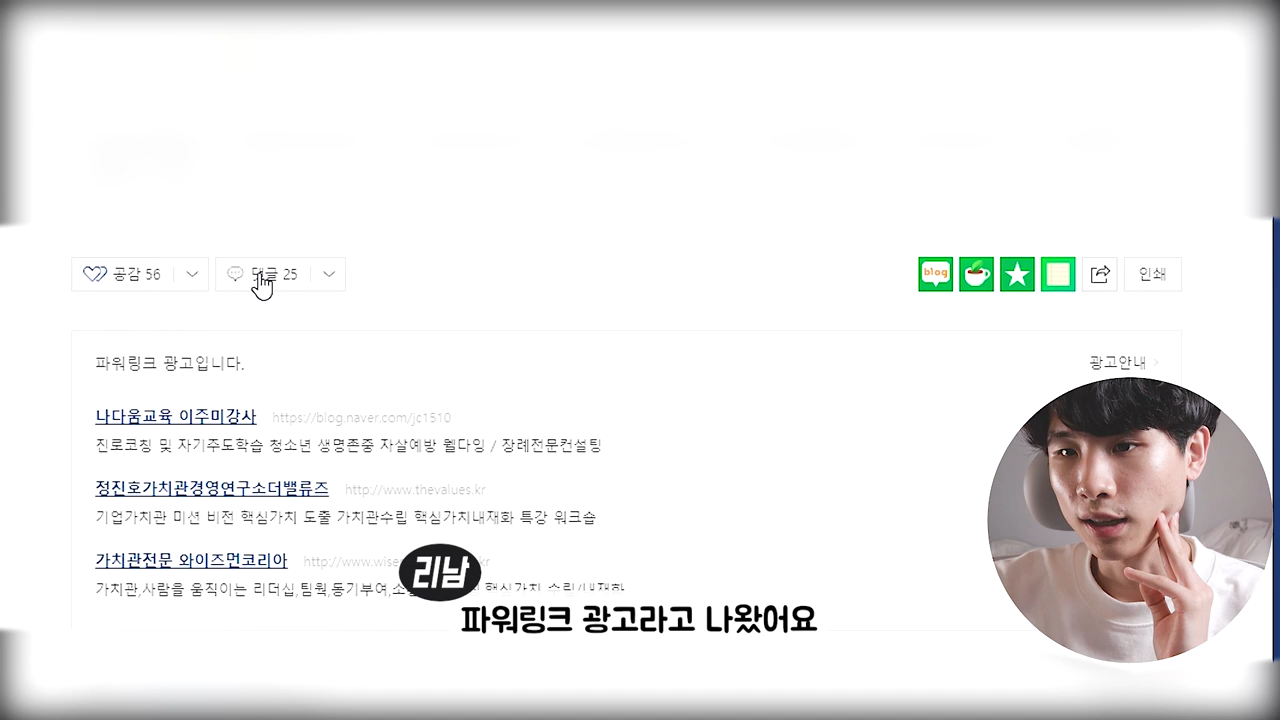 공감 56
댓글 25
blog
인쇄
파워링크 광고입니다.
광고안내
나다움교육 이주미강사 https://blog.naver.com/jc1510
진로코칭 및 자기주도학습 청소년 생명존중 자살예방 웰다잉 / 장례전문컨설팅
정진호가치관경영연구소더밸류즈 http://www.thevalues.kr
기업가치관 미션 비전 핵심가치 도출 가치관수립 핵심가치내재화 특강 워크숍
가치관전문 와이즈먼코리아
가치관,사람을 움직이는 리더십,팀웍,동기부여,
리남
파워링크 광고라고 나왔어요